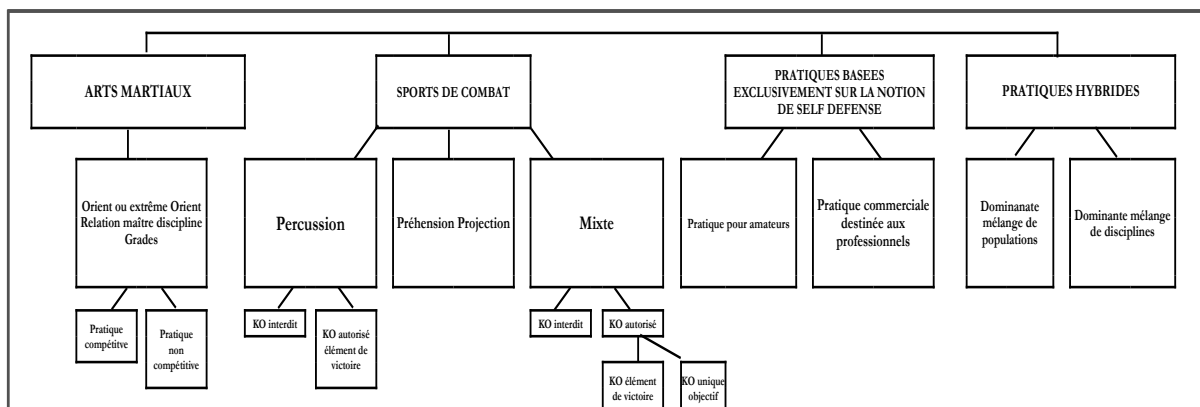 ARTS MARTIAUX
SPORTS DE COMBAT
PRATIQUES BASEES
EXCLUSIVEMENT SUR LA NOTION
DE SELF DEFENSE
PRATIQUES HYBRIDES
Orient ou extrême Orient
Relation maître discipline
Grades
Percussion
Préhension Projection
Mixte
Pratique pour amateurs
Pratique commerciale
destinée aux
professionnels
Dominanate
mélange de
populations
Dominante mélange
de disciplines
Pratique
compétitve
Pratique
non
compétitive
KO interdit
KO autorisé
élément de
victoire
KO interdit
KO autorisé
KO élément
de victoire
KO unique
objectif